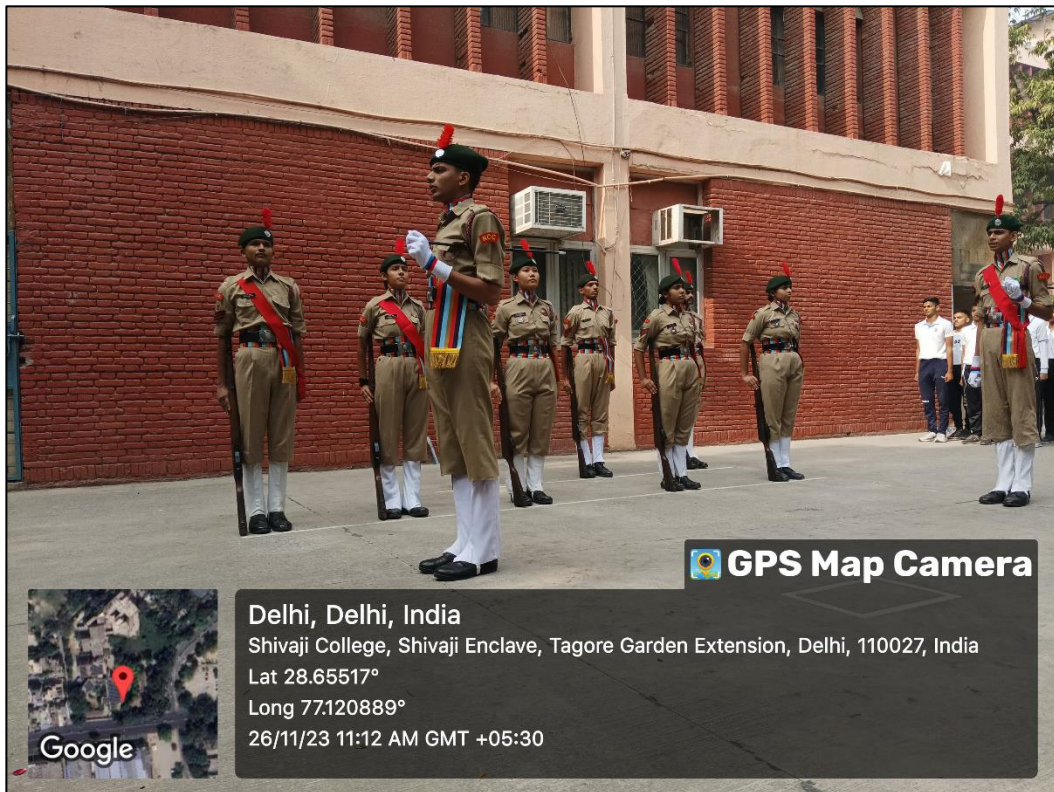 NCC
GPS Map Camera
Delhi, Delhi, India
Shivaji College, Shivaji Enclave, Tagore Garden Extension, Delhi, 110027, India
Lat 28.65517°
Long 77.120889°
26/11/23 11:12 AM GMT +05:30
Google